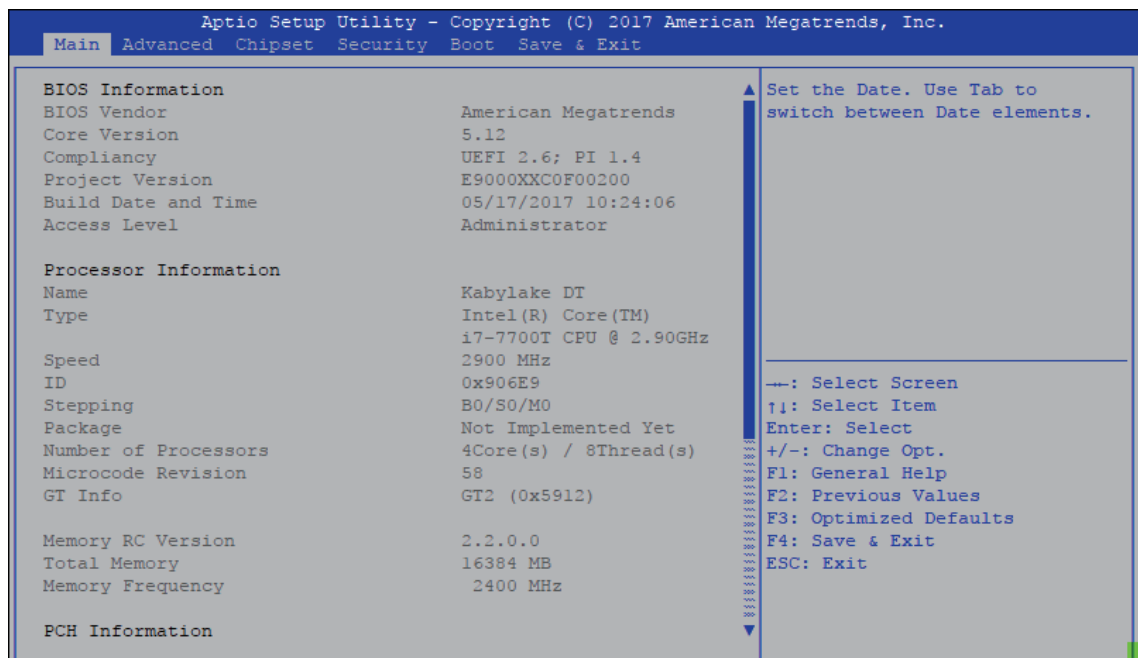 Aptio Setup Utility - Copyright (C) 2017 American Megatrends, Inc.
Main Advanced Chipset Security Boot Save & Exit
BIOS Information
BIOS Vendor American Megatrends
Core Version 5.12
Compliancy UEFI 2.6; PI 1.4
Project Version E9000XXC0F00200
Build Date and Time 05/17/2017 10:24:06
Access Level Administrator
Processor Information
Name Kabylake DT
Type Intel(R) Core(TM)
i7-7700T CPU @ 2.90GHz
Speed 2900 MHz
ID 0x906E9
Stepping B0/S0/M0
Package Not Implemented Yet
Number of Processors 4Core(s) / 8Thread(s)
Microcode Revision 58
GT Info GT2 (0x5912)
Memory RC Version 2.2.0.0
Total Memory 16384 MB
Memory Frequency 2400 MHz
PCH Information
Set the Date. Use Tab to
switch between Date elements.
→←: Select Screen
↑↓: Select Item
Enter: Select
+/-: Change Opt.
F1: General Help
F2: Previous Values
F3: Optimized Defaults
F4: Save & Exit
ESC: Exit